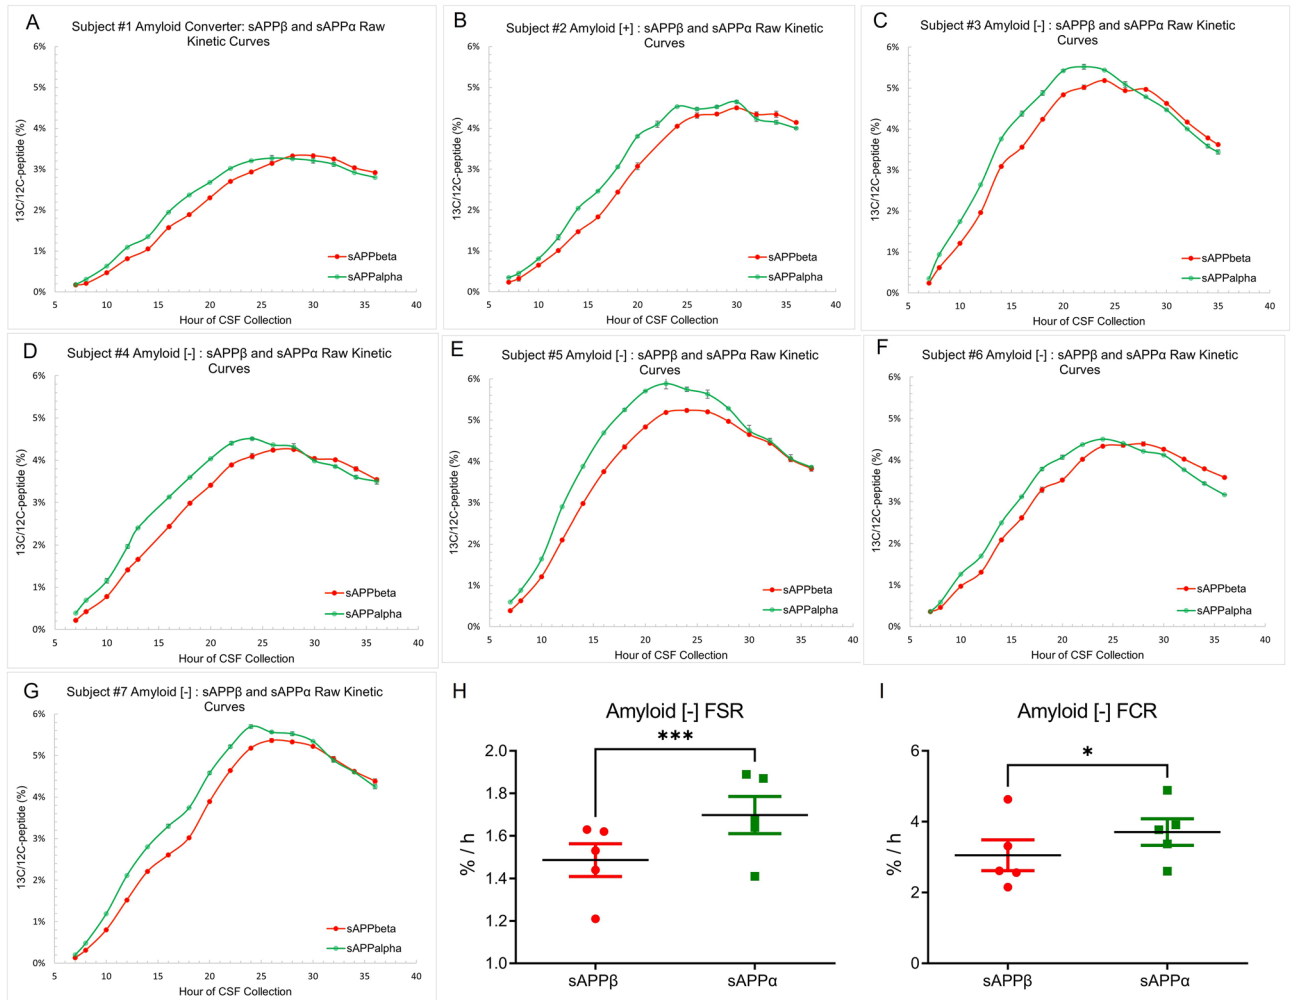 A
Subject #1 Amyloid Converter: sAPPβ and sAPPα Raw
Kinetic Curves
6%
5%
4%
3%
2%
1%
0%
13C/12C-peptide (%)
sAPPbeta
sAPPalpha
5 10 15 20 25 30 35 40
Hour of CSF Collection
B
Subject #2 Amyloid [+] : sAPPβ and sAPPα Raw Kinetic
Curves
6%
5%
4%
3%
2%
1%
0%
13C/12C-peptide (%)
sAPPbeta
sAPPalpha
5 10 15 20 25 30 35 40
Hour of CSF Collection
C
Subject #3 Amyloid [-] : sAPPβ and sAPPα Raw Kinetic
Curves
6%
5%
4%
3%
2%
1%
0%
13C/12C-peptide (%)
sAPPbeta
sAPPalpha
5 10 15 20 25 30 35 40
Hour of CSF Collection
D
Subject #4 Amyloid [-] : sAPPβ and sAPPα Raw Kinetic
Curves
6%
5%
4%
3%
2%
1%
0%
13C/12C-peptide (%)
sAPPbeta
sAPPalpha
5 10 15 20 25 30 35 40
Hour of CSF Collection
E
Subject #5 Amyloid [-] : sAPPβ and sAPPα Raw Kinetic
Curves
6%
5%
4%
3%
2%
1%
0%
13C/12C-peptide (%)
sAPPbeta
sAPPalpha
5 10 15 20 25 30 35 40
Hour of CSF Collection
F
Subject #6 Amyloid [-] : sAPPβ and sAPPα Raw Kinetic
Curves
6%
5%
4%
3%
2%
1%
0%
13C/12C-peptide (%)
sAPPbeta
sAPPalpha
5 10 15 20 25 30 35 40
Hour of CSF Collection
G
Subject #7 Amyloid [-] : sAPPβ and sAPPα Raw Kinetic
Curves
6%
5%
4%
3%
2%
1%
0%
13C/12C-peptide (%)
sAPPbeta
sAPPalpha
5 10 15 20 25 30 35 40
Hour of CSF Collection
H
Amyloid [-] FSR
***
2.0
1.8
1.6
1.4
1.2
1.0
% / h
sAPPβ sAPPα
I
Amyloid [-] FCR
*
6
4
2
0
% / h
sAPPβ sAPPα